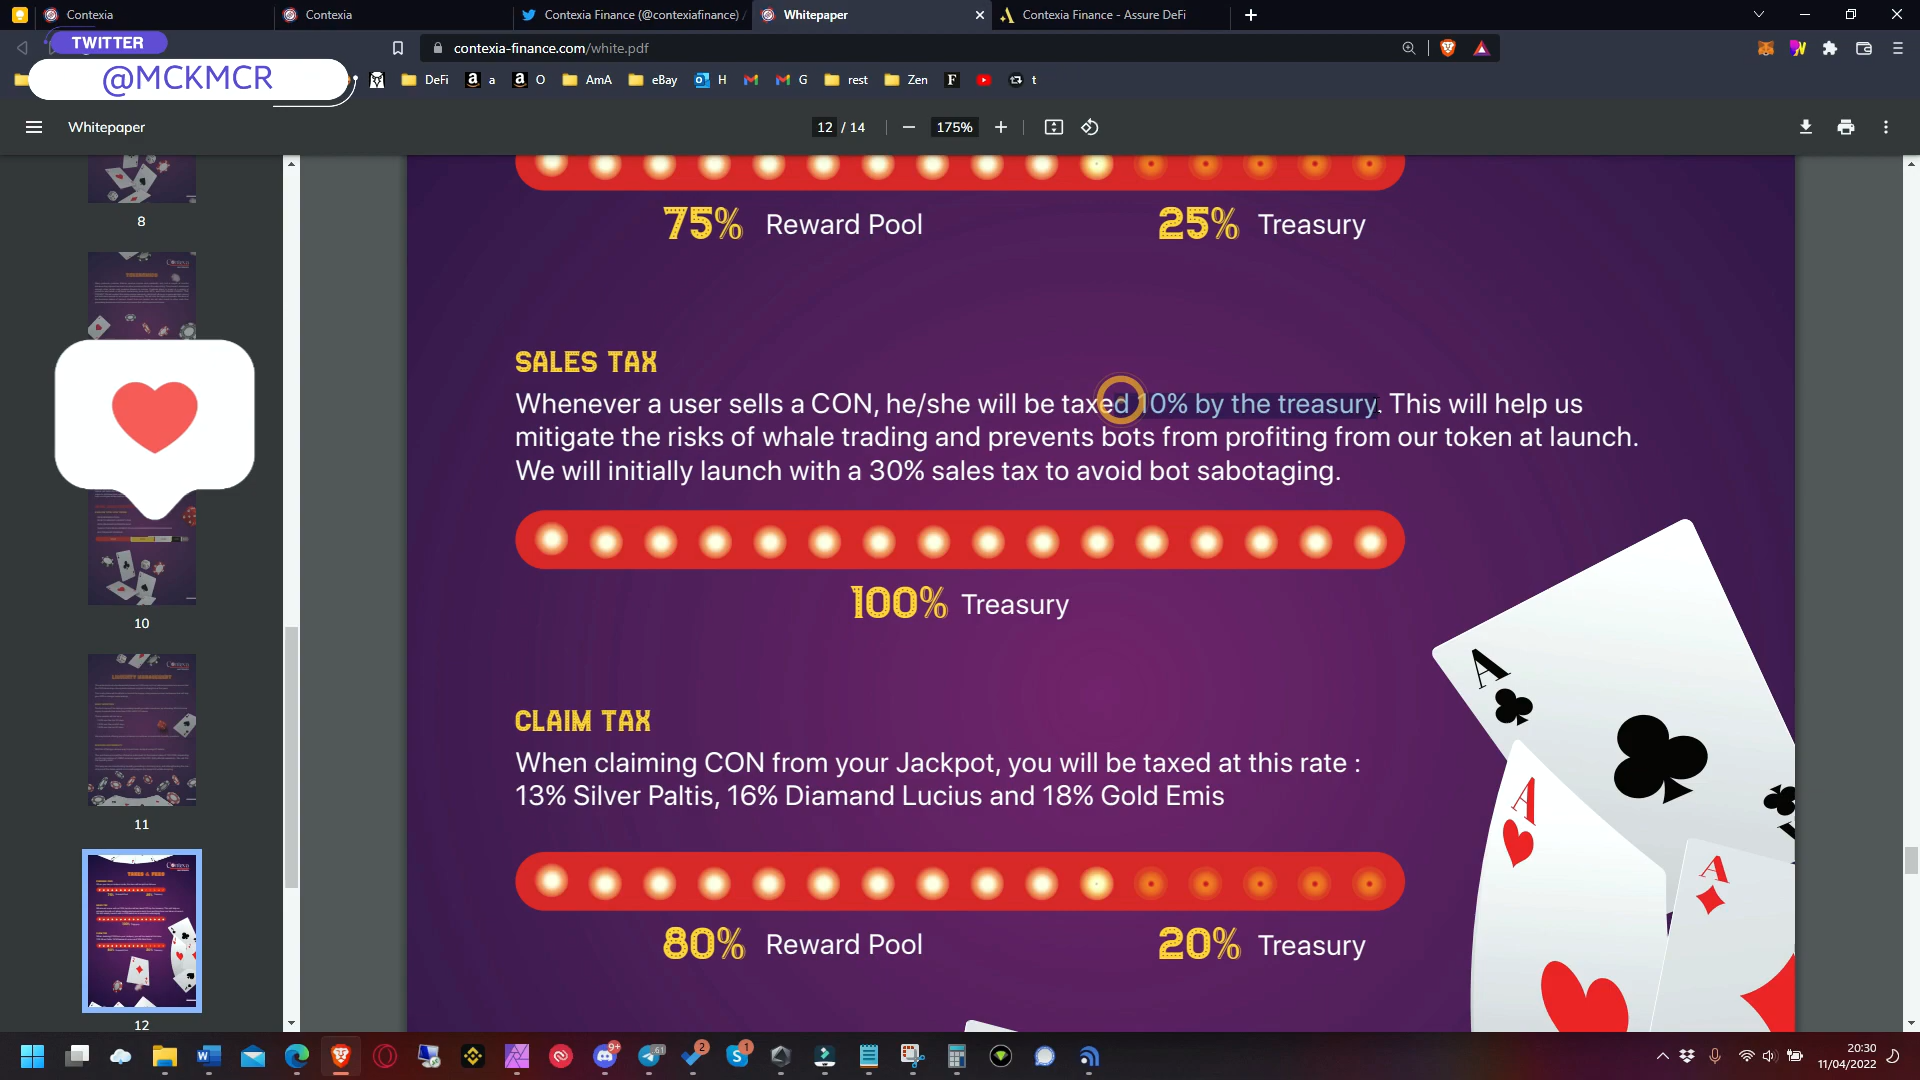 Contexia
Contexia
Contexia Finance (@contexiafinance) /
Whitepaper
Contexia Finance - Assure DeFi
TWITTER
@MCKMCR
contexia-finance.com/white.pdf
DeFi
a
O
AmA
eBay
H
G
rest
Zen
F
t
Whitepaper
12 / 14
175%
8
10
11
12
75% Reward Pool
25% Treasury
SALES TAX
Whenever a user sells a CON, he/she will be taxed 10% by the treasury. This will help us
mitigate the risks of whale trading and prevents bots from profiting from our token at launch.
We will initially launch with a 30% sales tax to avoid bot sabotaging.
100% Treasury
CLAIM TAX
When claiming CON from your Jackpot, you will be taxed at this rate :
13% Silver Paltis, 16% Diamand Lucius and 18% Gold Emis
80% Reward Pool
20% Treasury
A
A
A
9+
61
2
1
20:30
11/04/2022